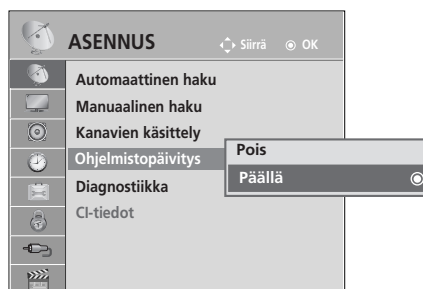 ASENNUS Siirrä OK
Automaattinen haku
Manuaalinen haku
Kanavien käsittely
Ohjelmistopäivitys
Pois
Päällä
Diagnostiikka
CI-tiedot